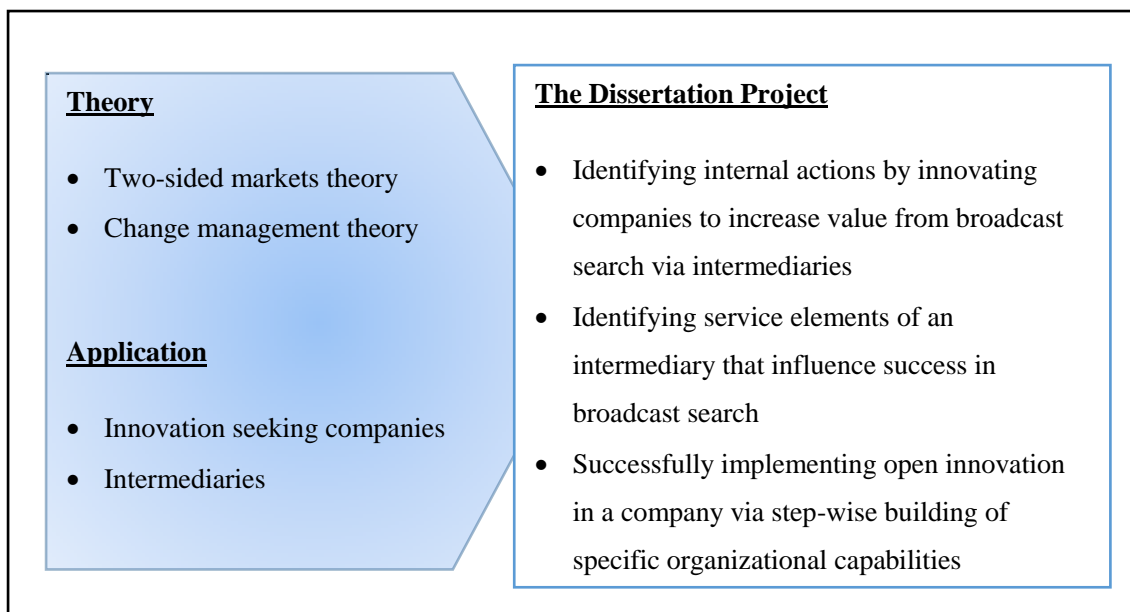 Theory
• Two-sided markets theory
• Change management theory
Application
• Innovation seeking companies
• Intermediaries
The Dissertation Project
• Identifying internal actions by innovating
companies to increase value from broadcast
search via intermediaries
• Identifying service elements of an
intermediary that influence success in
broadcast search
• Successfully implementing open innovation
in a company via step-wise building of
specific organizational capabilities